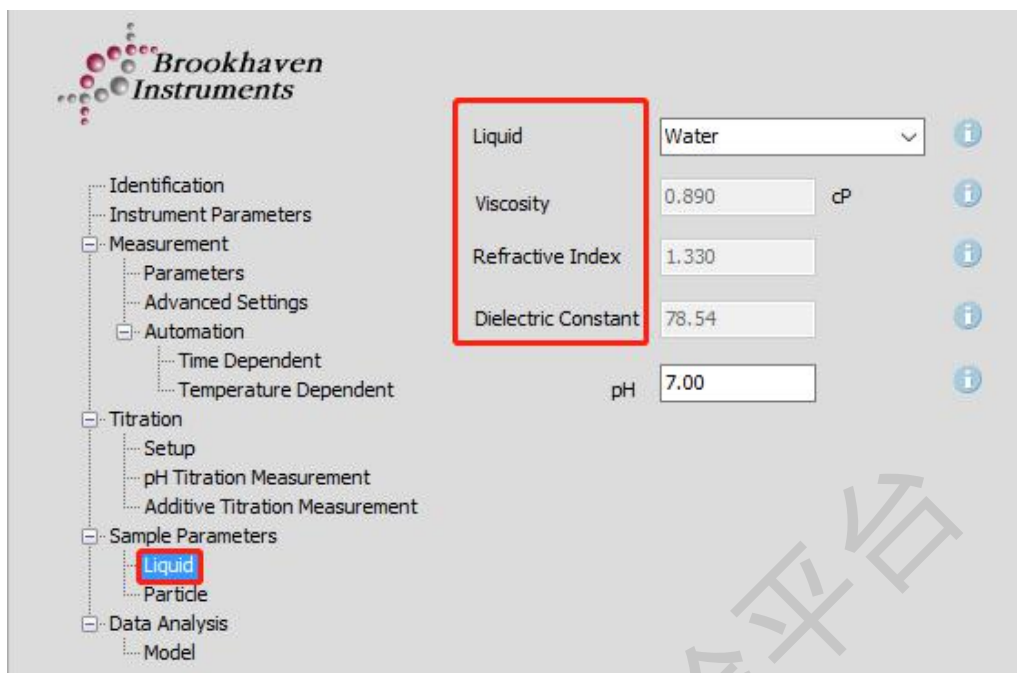 Brookhaven
Instruments
Liquid Water
Viscosity 0.890 cP
Refractive Index 1.330
Dielectric Constant 78.54
pH 7.00
Identification
Instrument Parameters
Measurement
Parameters
Advanced Settings
Automation
Time Dependent
Temperature Dependent
Titration
Setup
pH Titration Measurement
Additive Titration Measurement
Sample Parameters
Liquid
Particle
Data Analysis
Model
平台